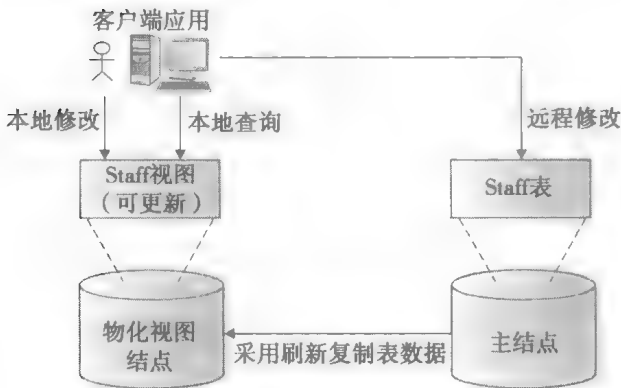 客户端应用
本地修改
本地查询
远程修改
Staff视图
（可更新）
Staff表
物化视图
结点
采用刷新复制表数据
主结点